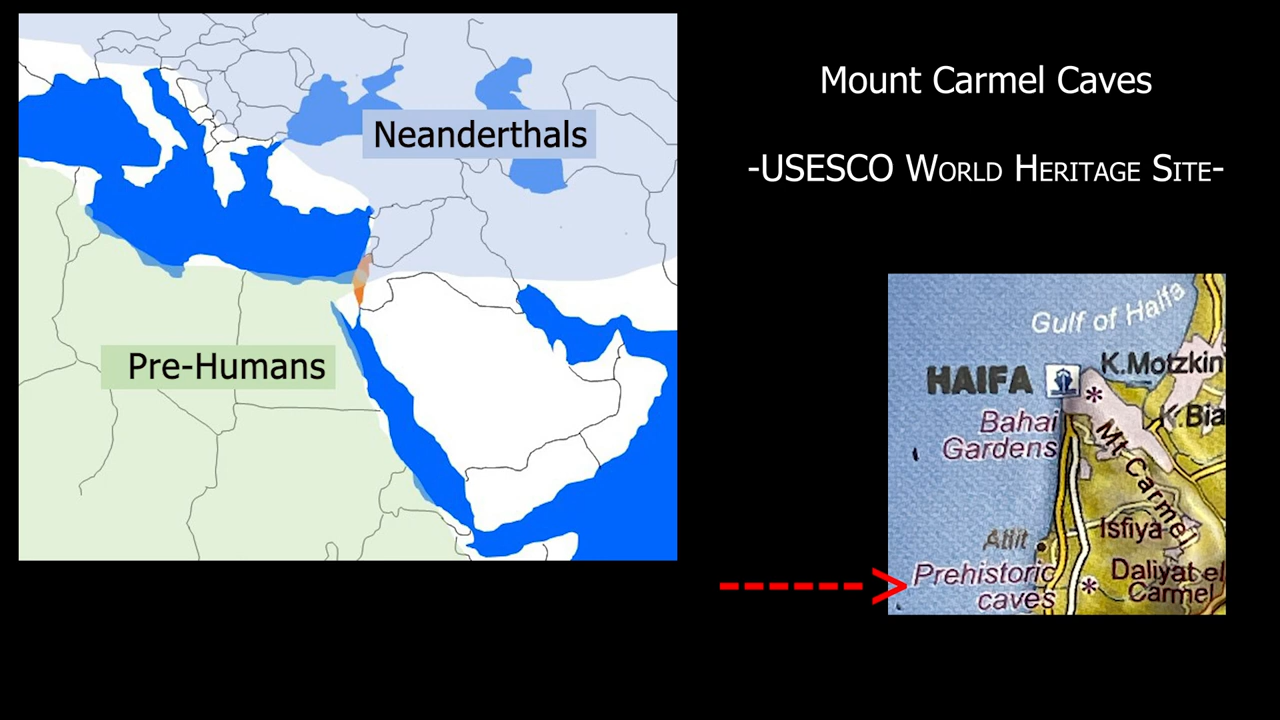 Mount Carmel Caves
-USESCO WORLD HERITAGE SITE-
Neanderthals
Pre-Humans
Gulf of Haifa
K.Motzkin
HAIFA
*
K.Bia
Bahai
Gardens
Mt Carmel
Atlit
Isfiya
Prehistoric
caves
*
Daliyat el
Carmel
------>